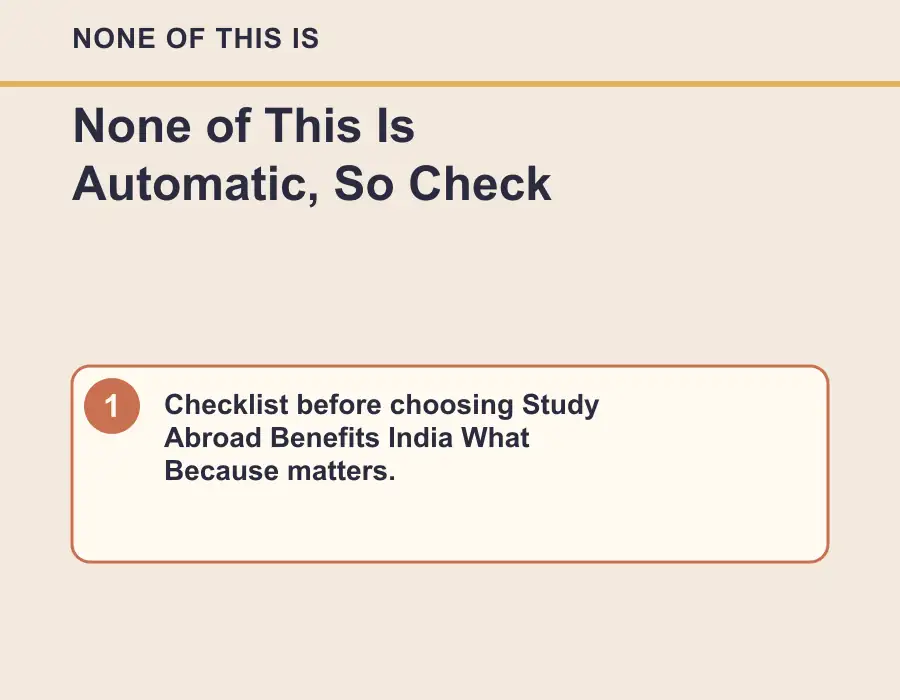 NONE OF THIS IS
None of This Is
Automatic, So Check
1
Checklist before choosing Study
Abroad Benefits India What
Because matters.